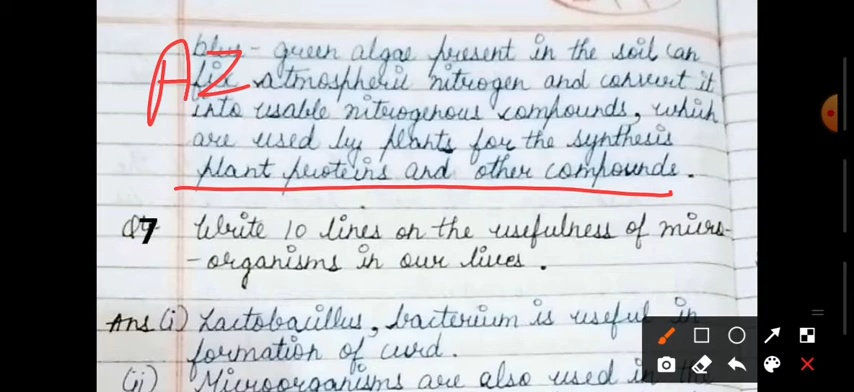 AZ
blue-green algae present in the soil can
fix atmospheric nitrogen and convert it
into usable nitrogenous compounds, which
are used by plants for the synthesis
plant proteins and other compounds.
Q7 Write 10 lines on the usefulness of micro-
-organisms in our lives.
Ans (i) Lactobacillus, bacterium is useful in
formation of curd.
(ii) Microorganisms are also used in the